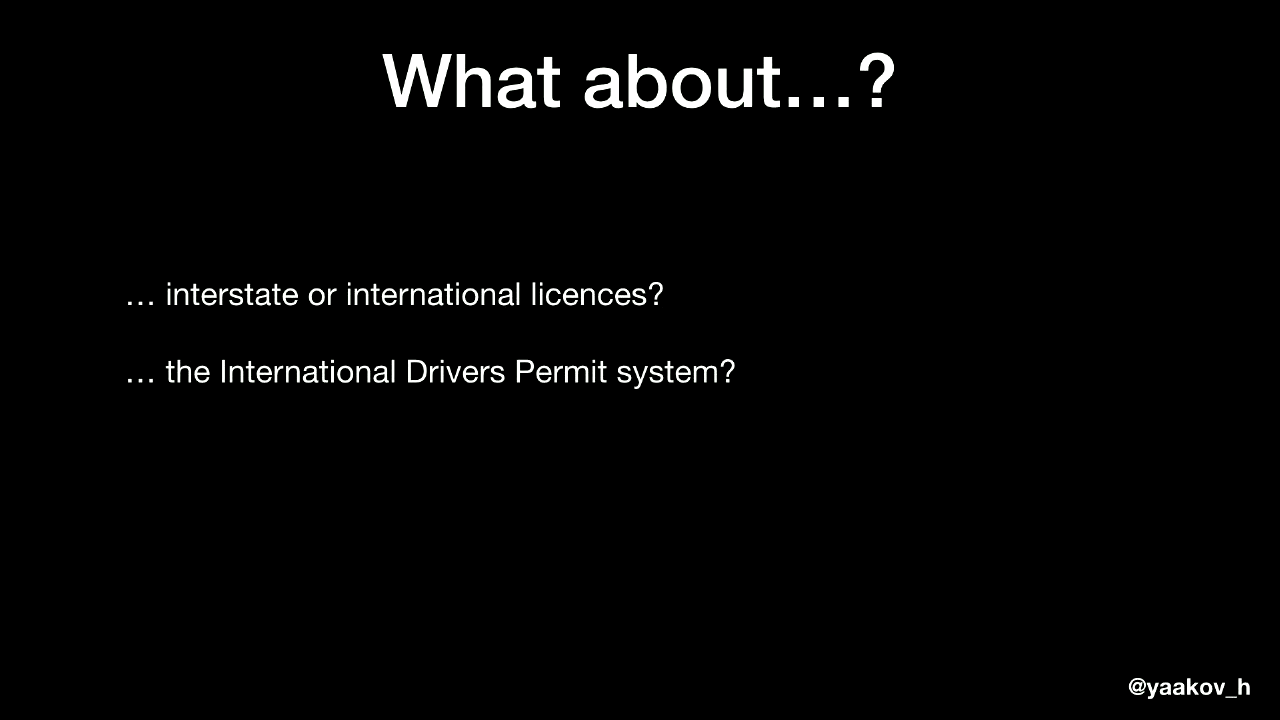 What about…?
… interstate or international licences?
… the International Drivers Permit system?
@yaakov_h